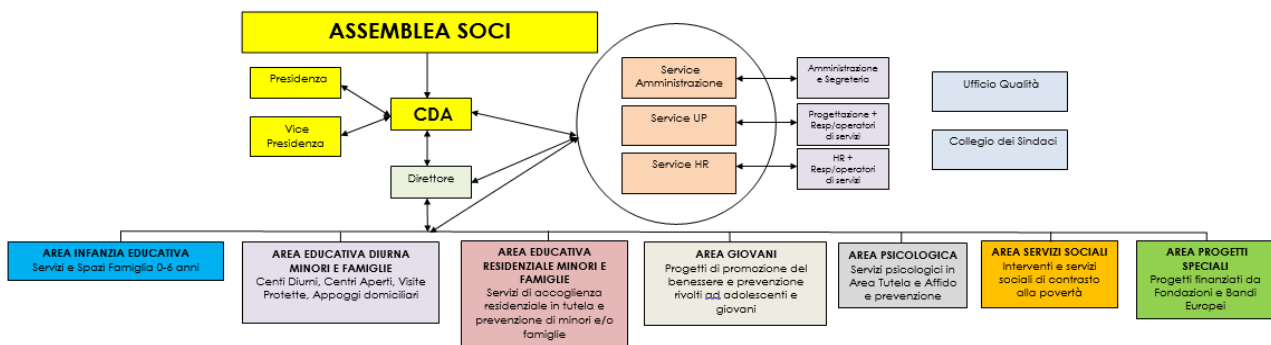 ASSEMBLEA SOCI
Presidenza
Vice
Presidenza
CDA
Direttore
Service
Amministrazione
Service UP
Service HR
Amministrazione
e Segreteria
Progettazione +
Resp/operatori
di servizi
HR +
Resp/operatori
di servizi
Ufficio Qualità
Collegio dei Sindaci
AREA INFANZIA EDUCATIVA
Servizi e Spazi Famiglia 0-6 anni
AREA EDUCATIVA DIURNA
MINORI E FAMIGLIE
Centi Diurni, Centri Aperti, Visite
Protette, Appoggi domiciliari
AREA EDUCATIVA
RESIDENZIALE MINORI E
FAMIGLIE
Servizi di accoglienza
residenziale in tutela e
prevenzione di minori e/o
famiglie
AREA GIOVANI
Progetti di promozione del
benessere e prevenzione
rivolti ad adolescenti e
giovani
AREA PSICOLOGICA
Servizi psicologici in
Area Tutela e Affido
e prevenzione
AREA SERVIZI SOCIALI
Interventi e servizi
sociali di contrasto
alla povertà
AREA PROGETTI
SPECIALI
Progetti finanziati da
Fondazioni e Bandi
Europei